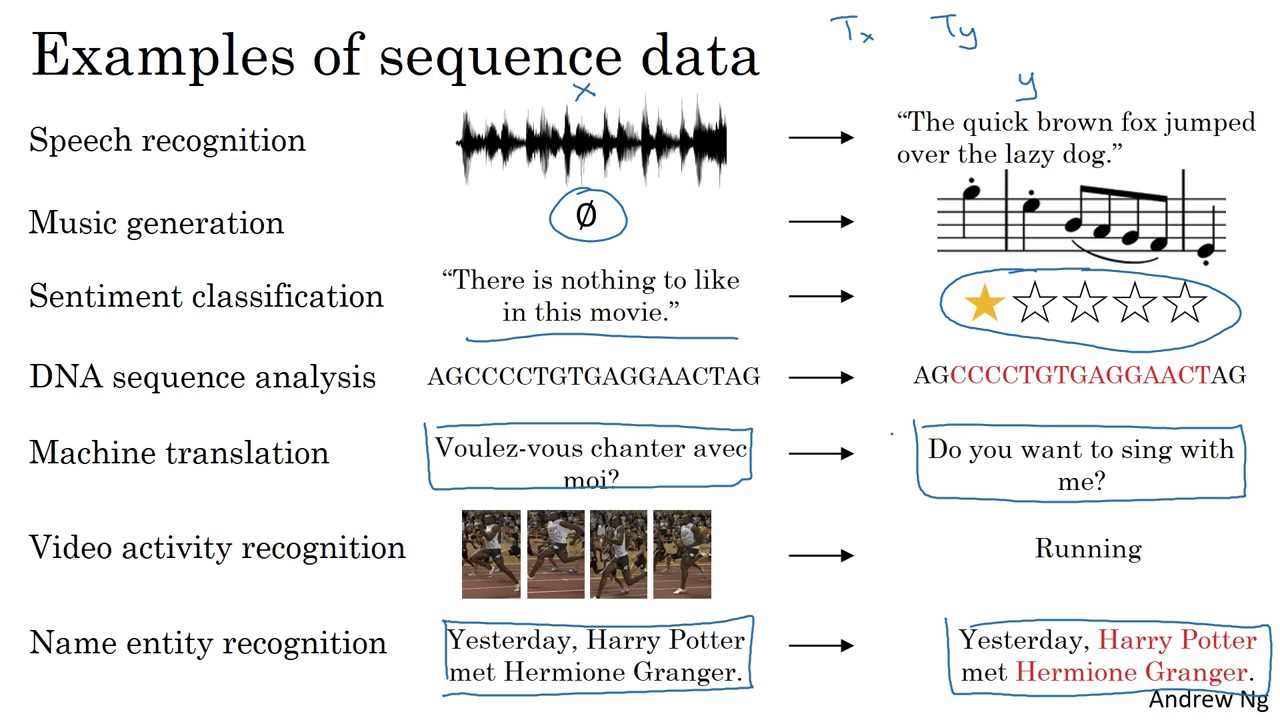 Tx Ty
Examples of sequence data
x
y
Speech recognition
“The quick brown fox jumped
over the lazy dog.”
Music generation
∅
Sentiment classification
“There is nothing to like
in this movie.”
DNA sequence analysis
AGCCCCTGTGAGGAACTAG
AGCCCCTGTGAGGAACTAG
Machine translation
Voulez-vous chanter avec
moi?
Do you want to sing with
me?
Video activity recognition
Running
Name entity recognition
Yesterday, Harry Potter
met Hermione Granger.
Yesterday, Harry Potter
met Hermione Granger.
Andrew Ng